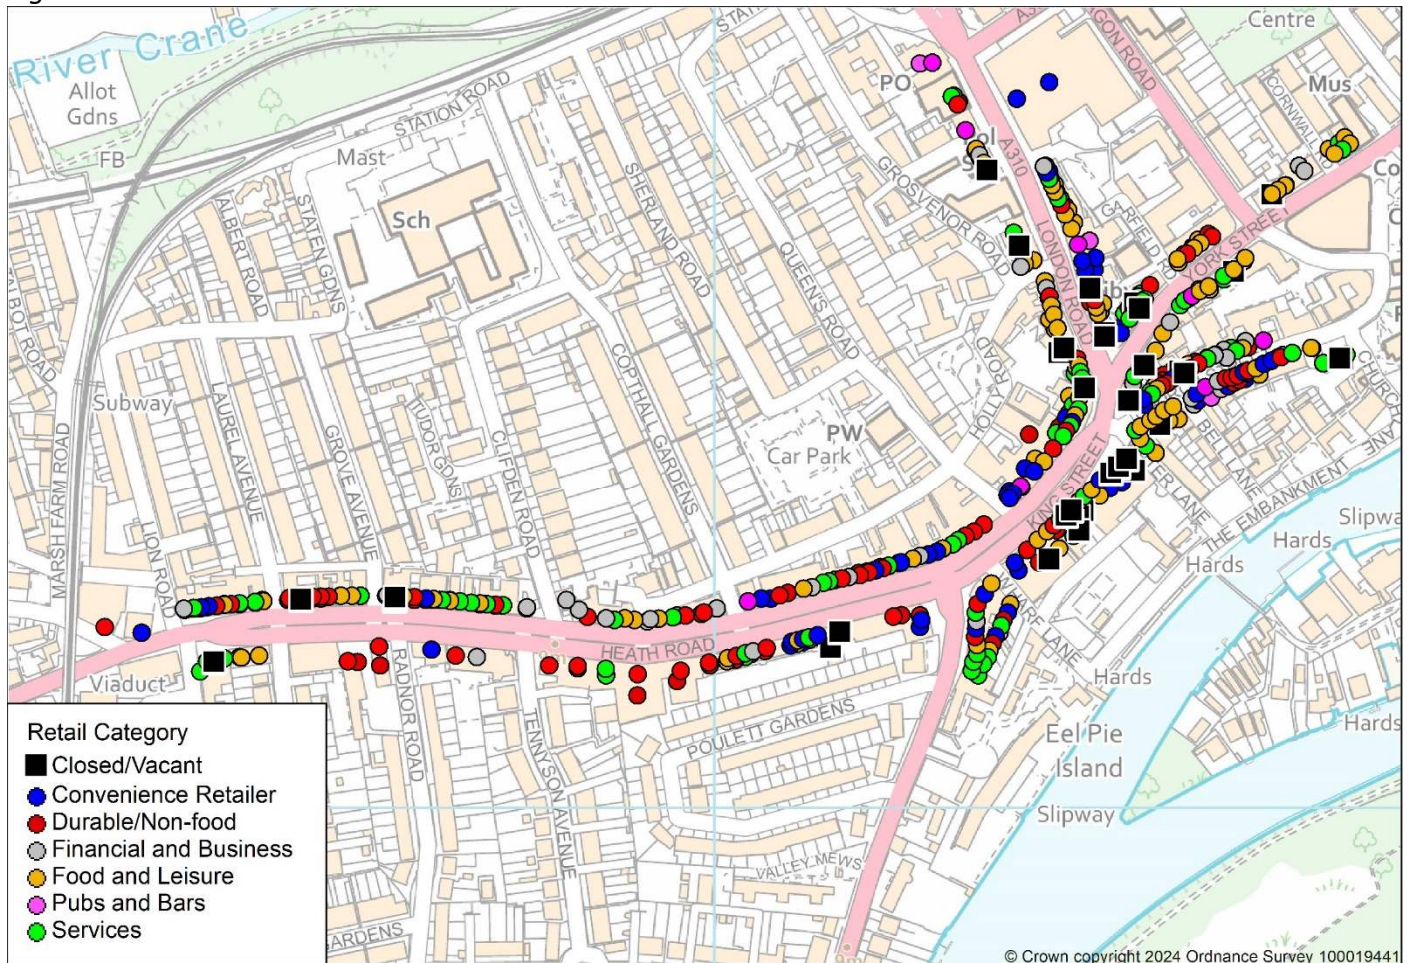 River Crane
Allot
Gdns
FB
STATION ROAD
Mast
Sch
ALBERT ROAD
STATEN GDNS
SHERLAND ROAD
QUEEN'S ROAD
GROSVENOR ROAD
PO
A310
LONDON ROAD
Centre
Mus
YORK STREET
HOLLY ROAD
Subway
MARSH FARM ROAD
LION ROAD
LAUREL AVENUE
GROVE AVENUE
TUDOR GDNS
CLIFDEN ROAD
COPTHALL GARDENS
PW
Car Park
KING STREET
BELL LANE
CHURCH LANE
THE EMBANKMENT
Slipwa
Hards
Hards
HEATH ROAD
Viaduct
RADNOR ROAD
TENNYSON AVENUE
POULETT GARDENS
Hards
Hards
Eel Pie
Island
Slipway
VALLEY MEWS
GARDENS
Retail Category
Closed/Vacant
Convenience Retailer
Durable/Non-food
Financial and Business
Food and Leisure
Pubs and Bars
Services
© Crown copyright 2024 Ordnance Survey 100019441